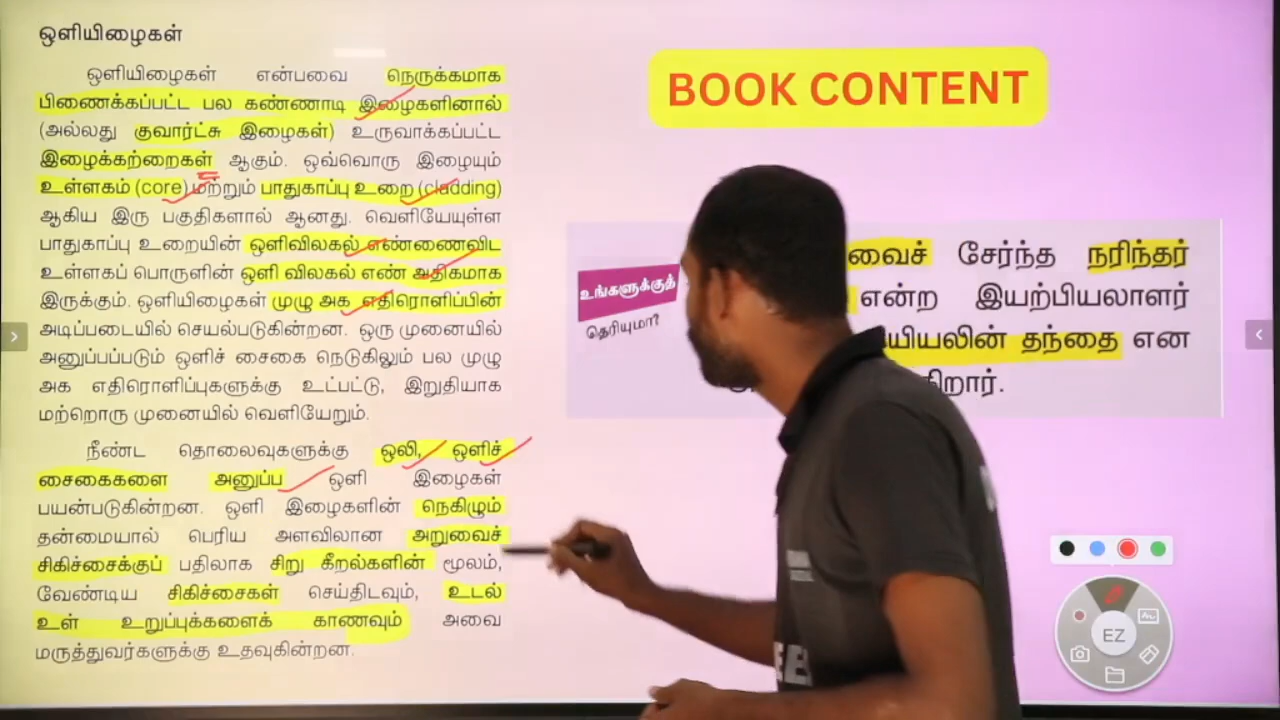 ஒளியிழைகள்
ஒளியிழைகள் என்பவை நெருக்கமாக
பிணைக்கப்பட்ட பல கண்ணாடி இழைகளினால்
(அல்லது குவார்ட்சு இழைகள்) உருவாக்கப்பட்ட
இழைக்கற்றைகள் ஆகும். ஒவ்வொரு இழையும்
உள்ளகம் (core) மற்றும் பாதுகாப்பு உறை (cladding)
ஆகிய இரு பகுதிகளால் ஆனது. வெளியேயுள்ள
பாதுகாப்பு உறையின் ஒளிவிலகல் எண்ணைவிட
உள்ளகப் பொருளின் ஒளி விலகல் எண் அதிகமாக
இருக்கும். ஒளியிழைகள் முழு அக எதிரொளிப்பின்
அடிப்படையில் செயல்படுகின்றன. ஒரு முனையில்
அனுப்பப்படும் ஒளிச் சைகை நெடுகிலும் பல முழு
அக எதிரொளிப்புகளுக்கு உட்பட்டு, இறுதியாக
மற்றொரு முனையில் வெளியேறும்.
நீண்ட தொலைவுகளுக்கு ஒலி, ஒளிச்
சைகைகளை அனுப்ப ஒளி இழைகள்
பயன்படுகின்றன. ஒளி இழைகளின் நெகிழும்
தன்மையால் பெரிய அளவிலான அறுவைச்
சிகிச்சைக்குப் பதிலாக சிறு கீறல்களின் மூலம்,
வேண்டிய சிகிச்சைகள் செய்திடவும், உடல்
உள் உறுப்புக்களைக் காணவும் அவை
மருத்துவர்களுக்கு உதவுகின்றன.
BOOK CONTENT
உங்களுக்குத்
தெரியுமா?
வைச் சேர்ந்த நரிந்தர்
என்ற இயற்பியலாளர்
யியலின் தந்தை என
கிறார்.
EZ